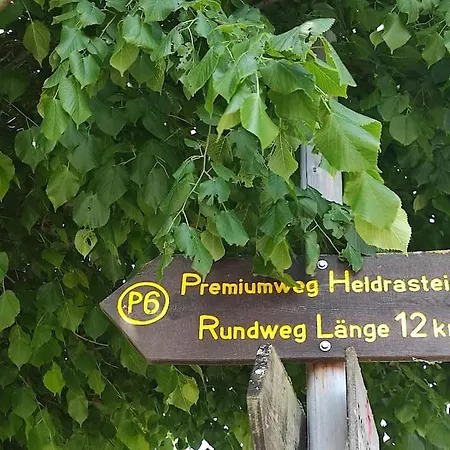 P6
Premiumweg Heldrastei
Rundweg Länge 12 k